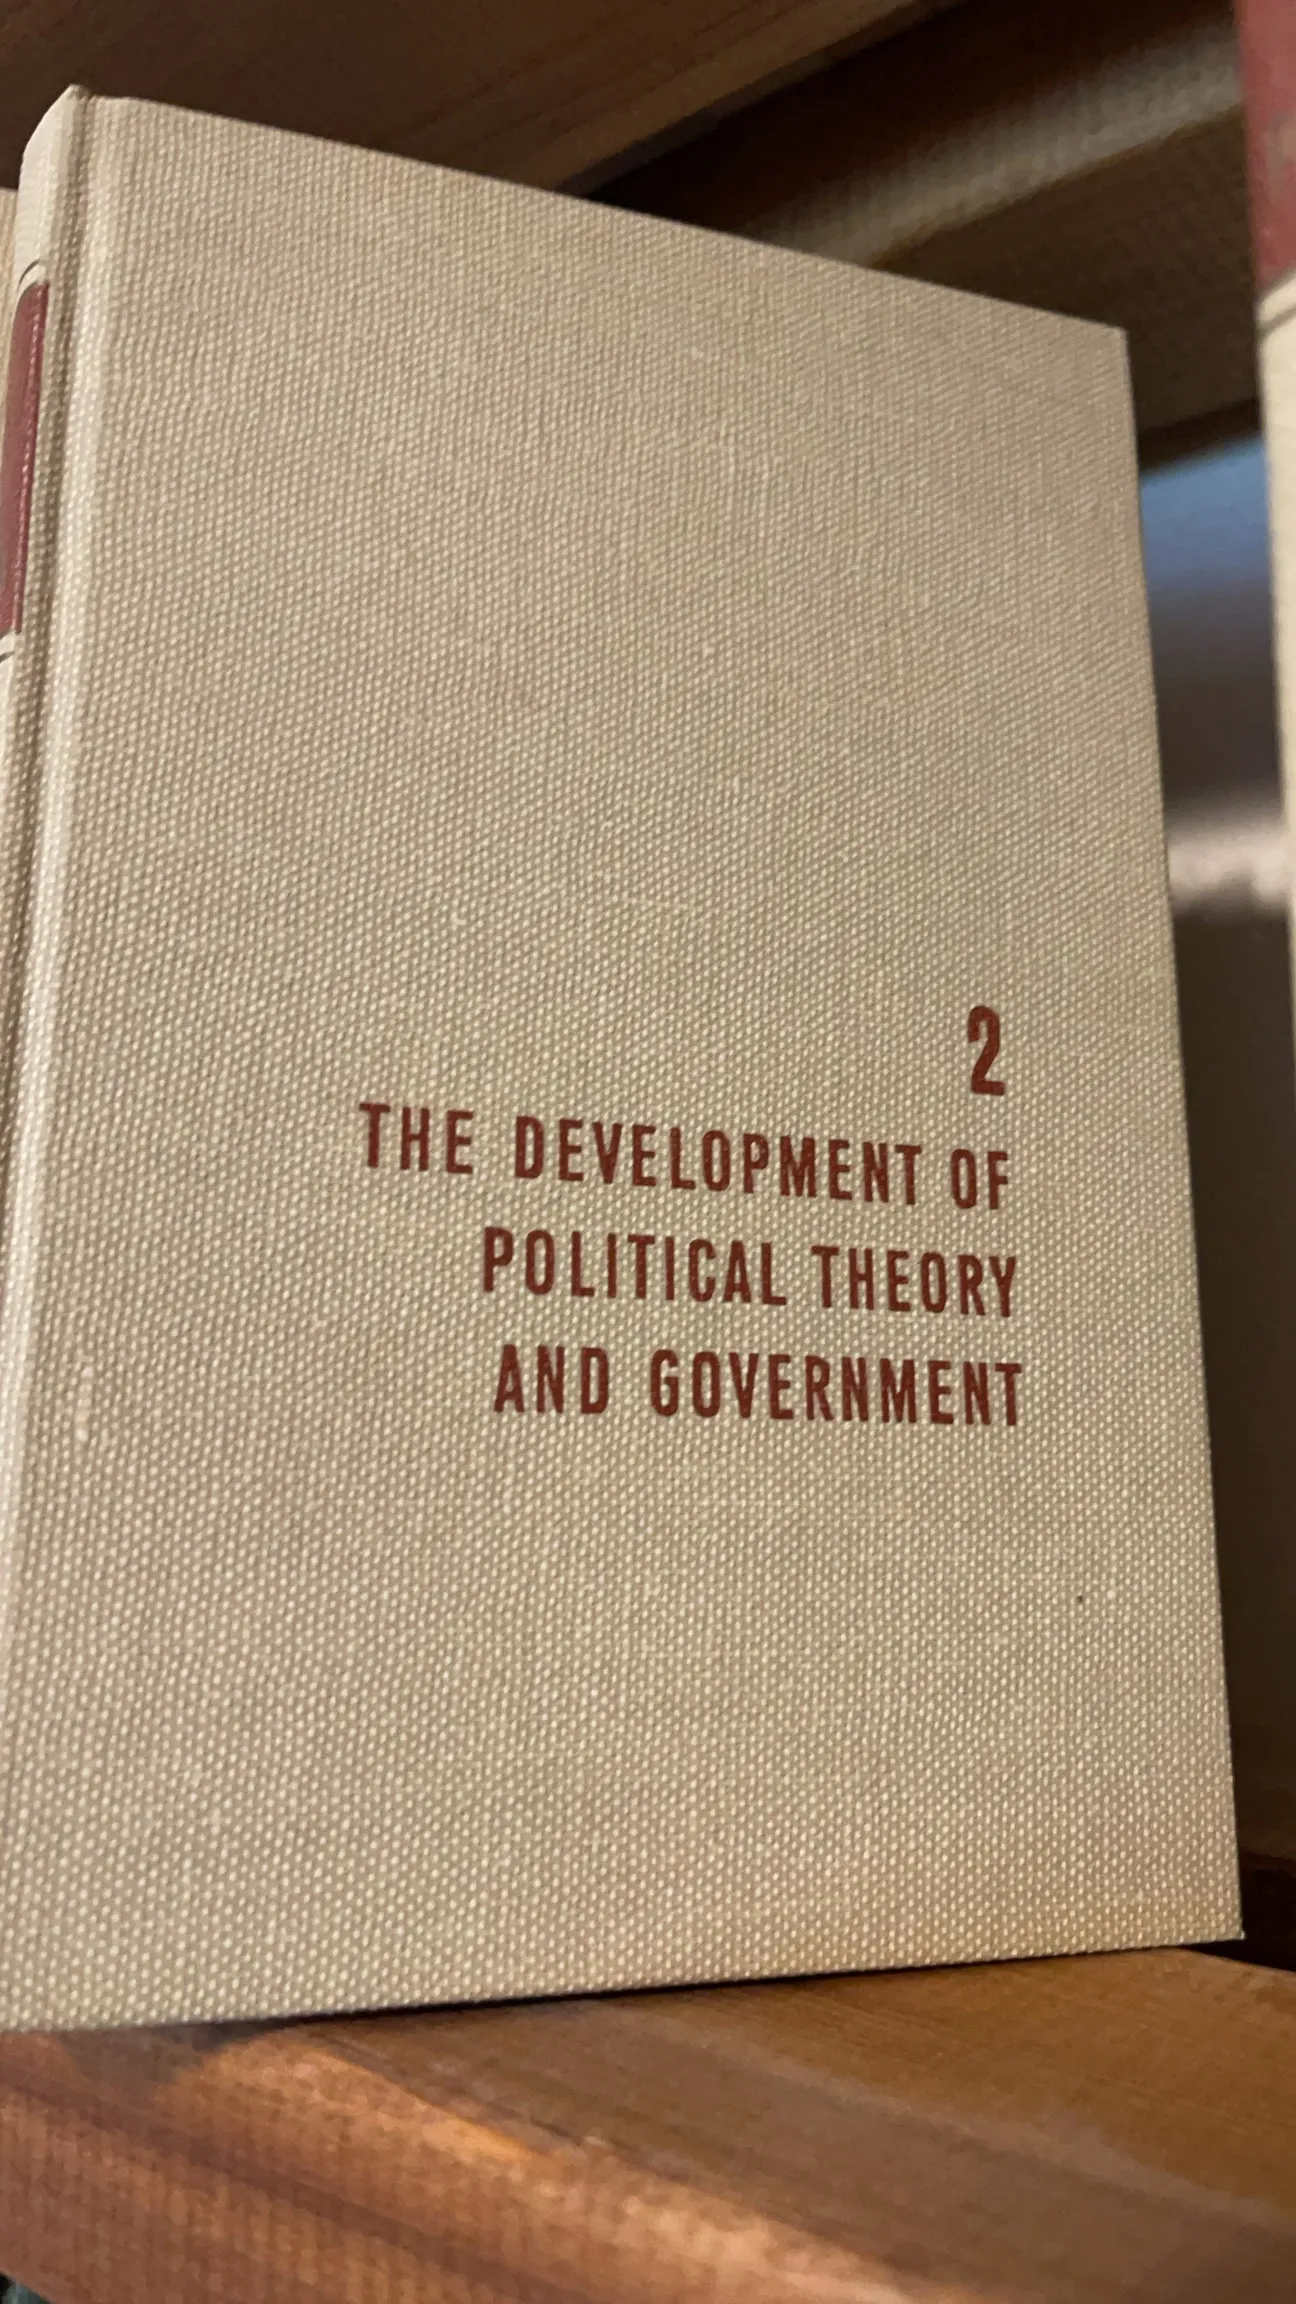 2
THE DEVELOPMENT OF
POLITICAL THEORY
AND GOVERNMENT